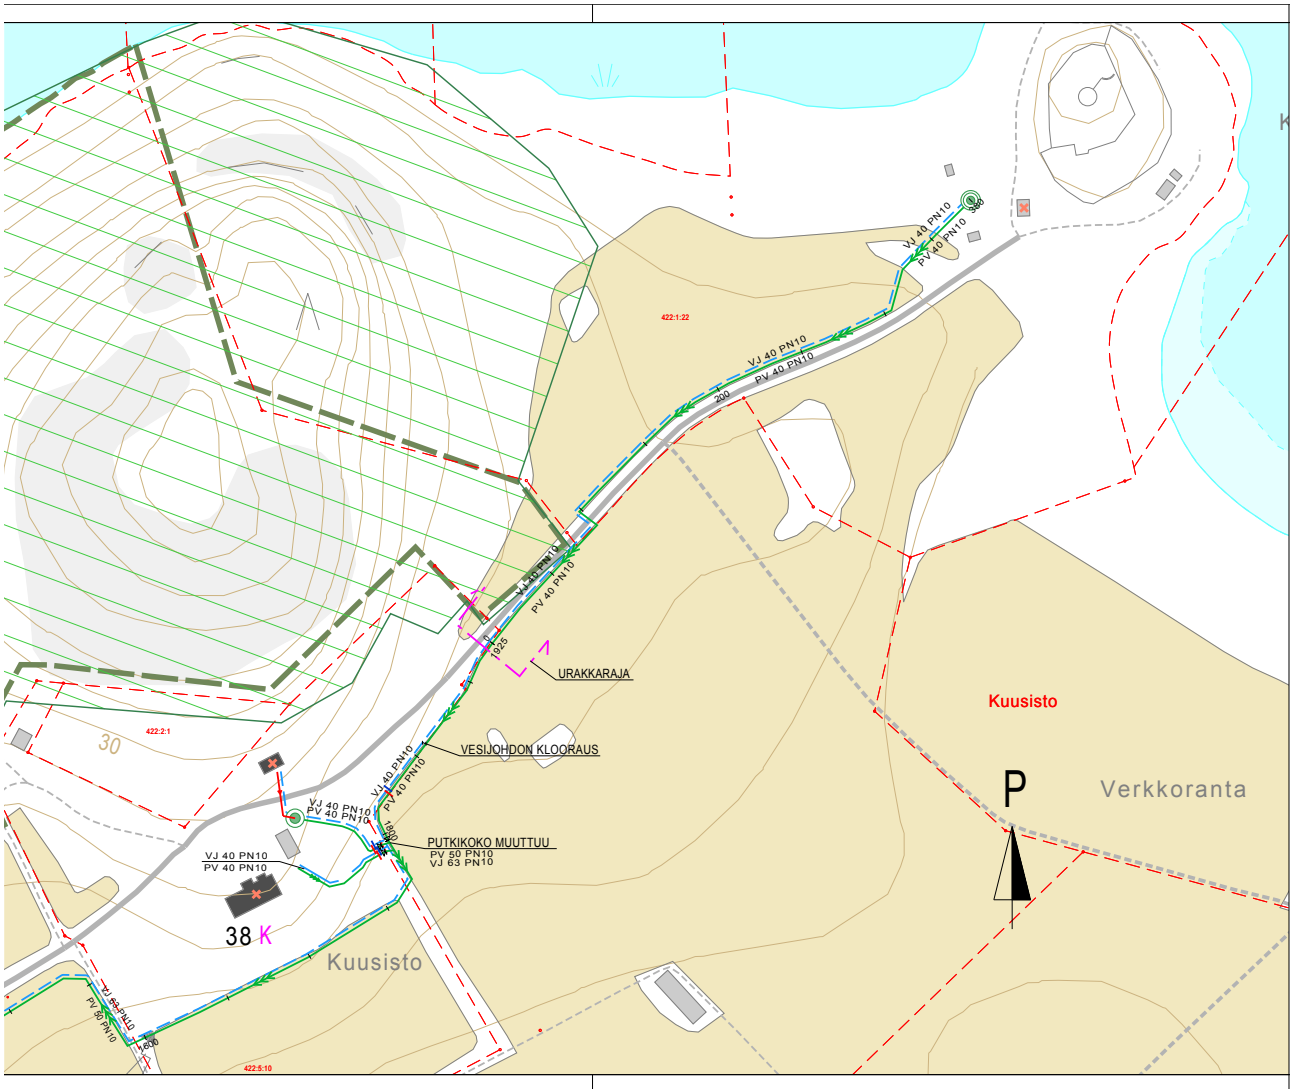 K
VJ 40 PN10
PV 40 PN10
380
422:1:22
VJ 40 PN10
PV 40 PN10
200
VJ 40 PN10
PV 40 PN10
0
1925
URAKKARAJA
Kuusisto
422:2:1
30
VESIJOHDON KLOORAUS
VJ 40 PN10
PV 40 PN10
P
Verkkoranta
VJ 40 PN10
PV 40 PN10
1800
PUTKIKOKO MUUTTUU
PV 50 PN10
VJ 63 PN10
VJ 40 PN10
PV 40 PN10
38 K
Kuusisto
VJ 63 PN10
PV 50 PN10
1600
422:5:10